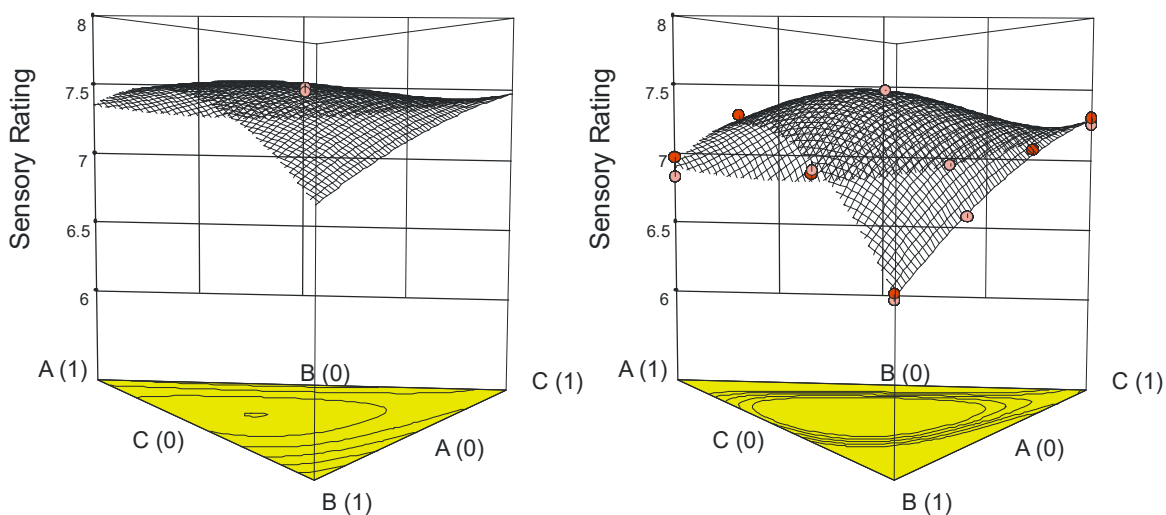 Sensory Rating
8
7.5
7
6.5
6
A (1)
B (0)
C (1)
C (0)
A (0)
B (1)
Sensory Rating
8
7.5
7
6.5
6
A (1)
B (0)
C (1)
C (0)
A (0)
B (1)